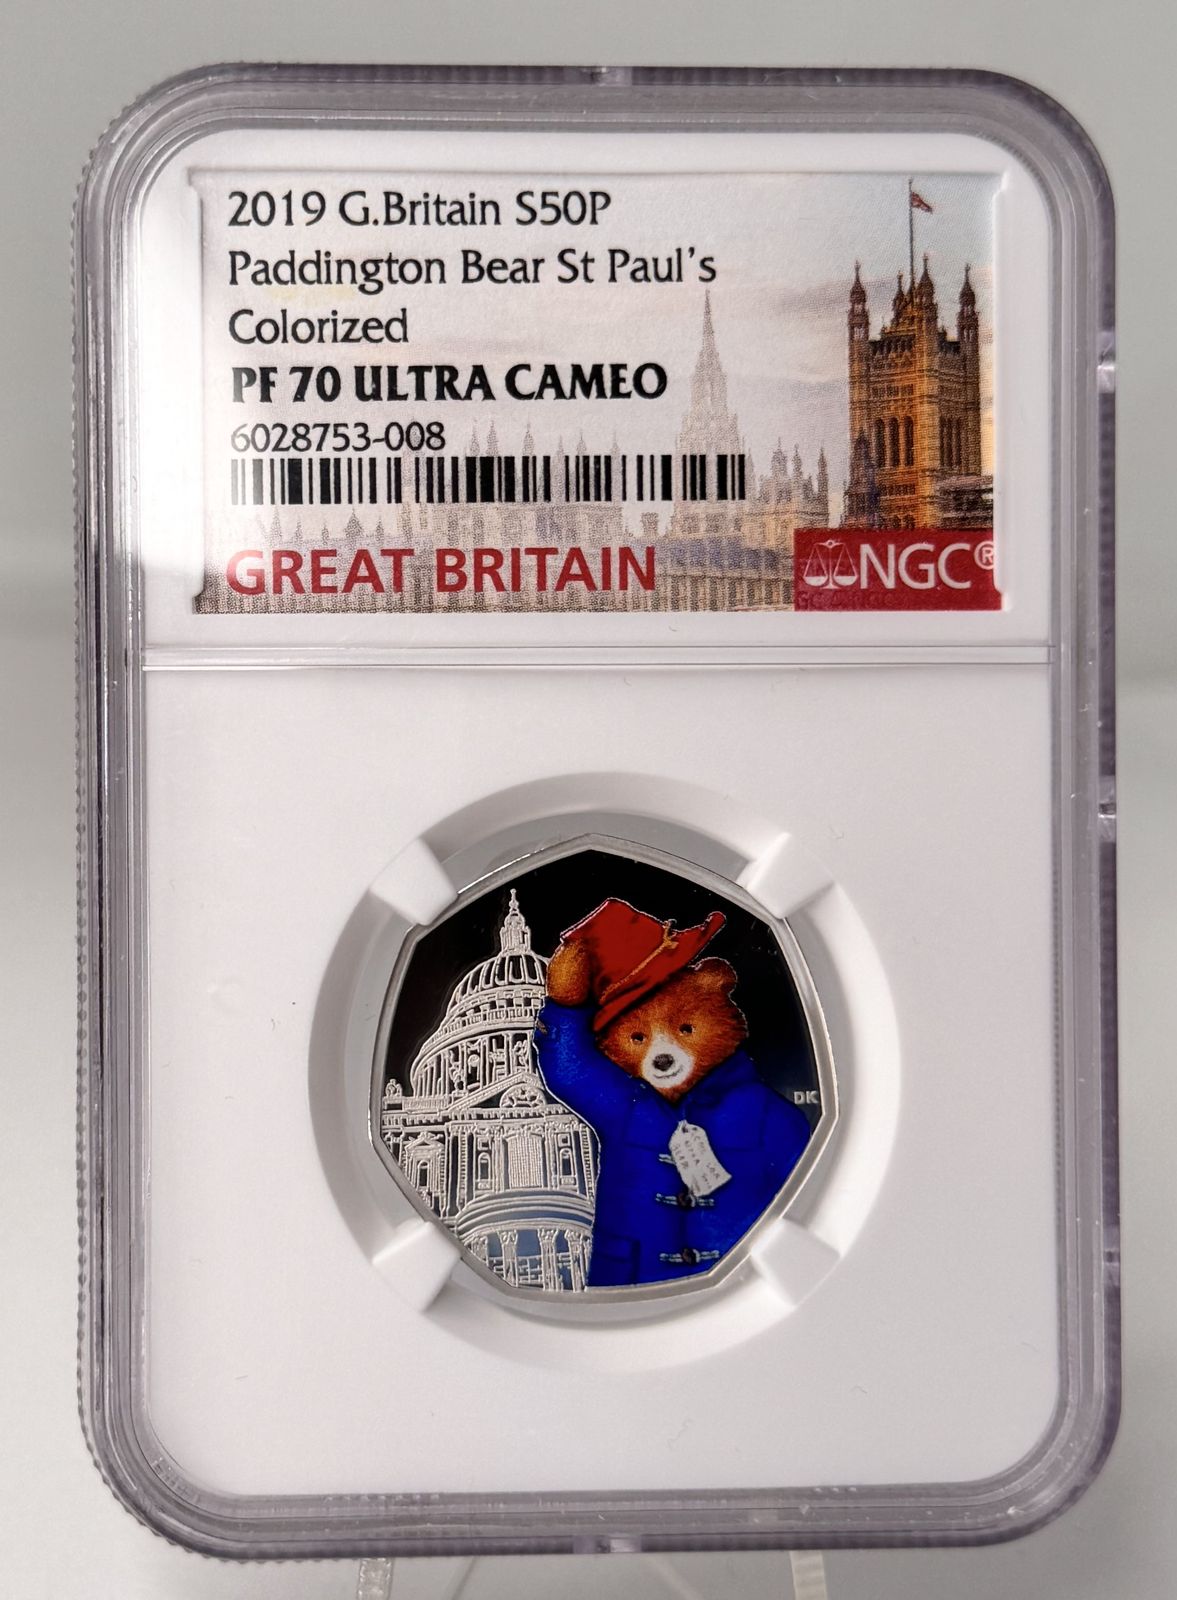 2019 G.Britain S50P
Paddington Bear St Paul's
Colorized
PF 70 ULTRA CAMEO
6028753-008
GREAT BRITAIN
NGC®
DK